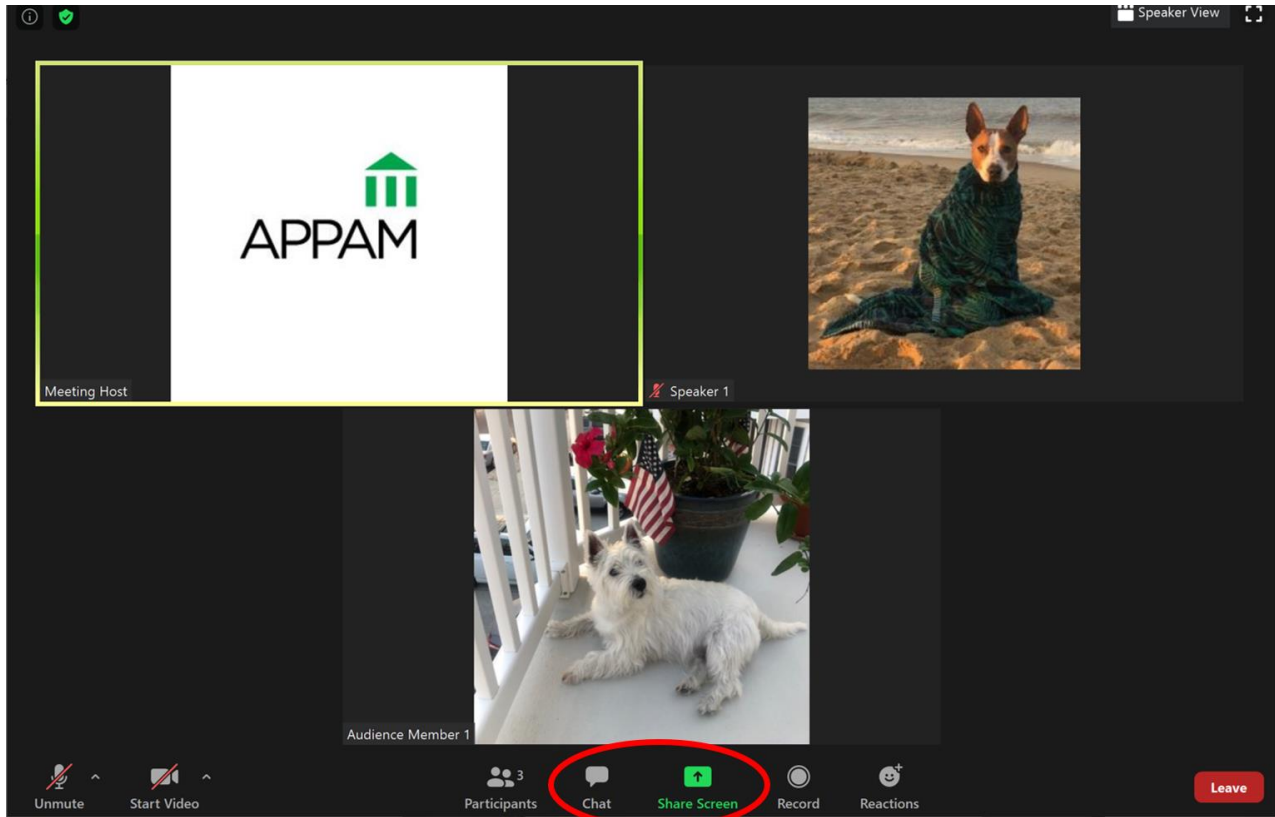 Speaker View
APPAM
Meeting Host
Speaker 1
Audience Member 1
Unmute
Start Video
3
Participants
Chat
Share Screen
Record
Reactions
Leave